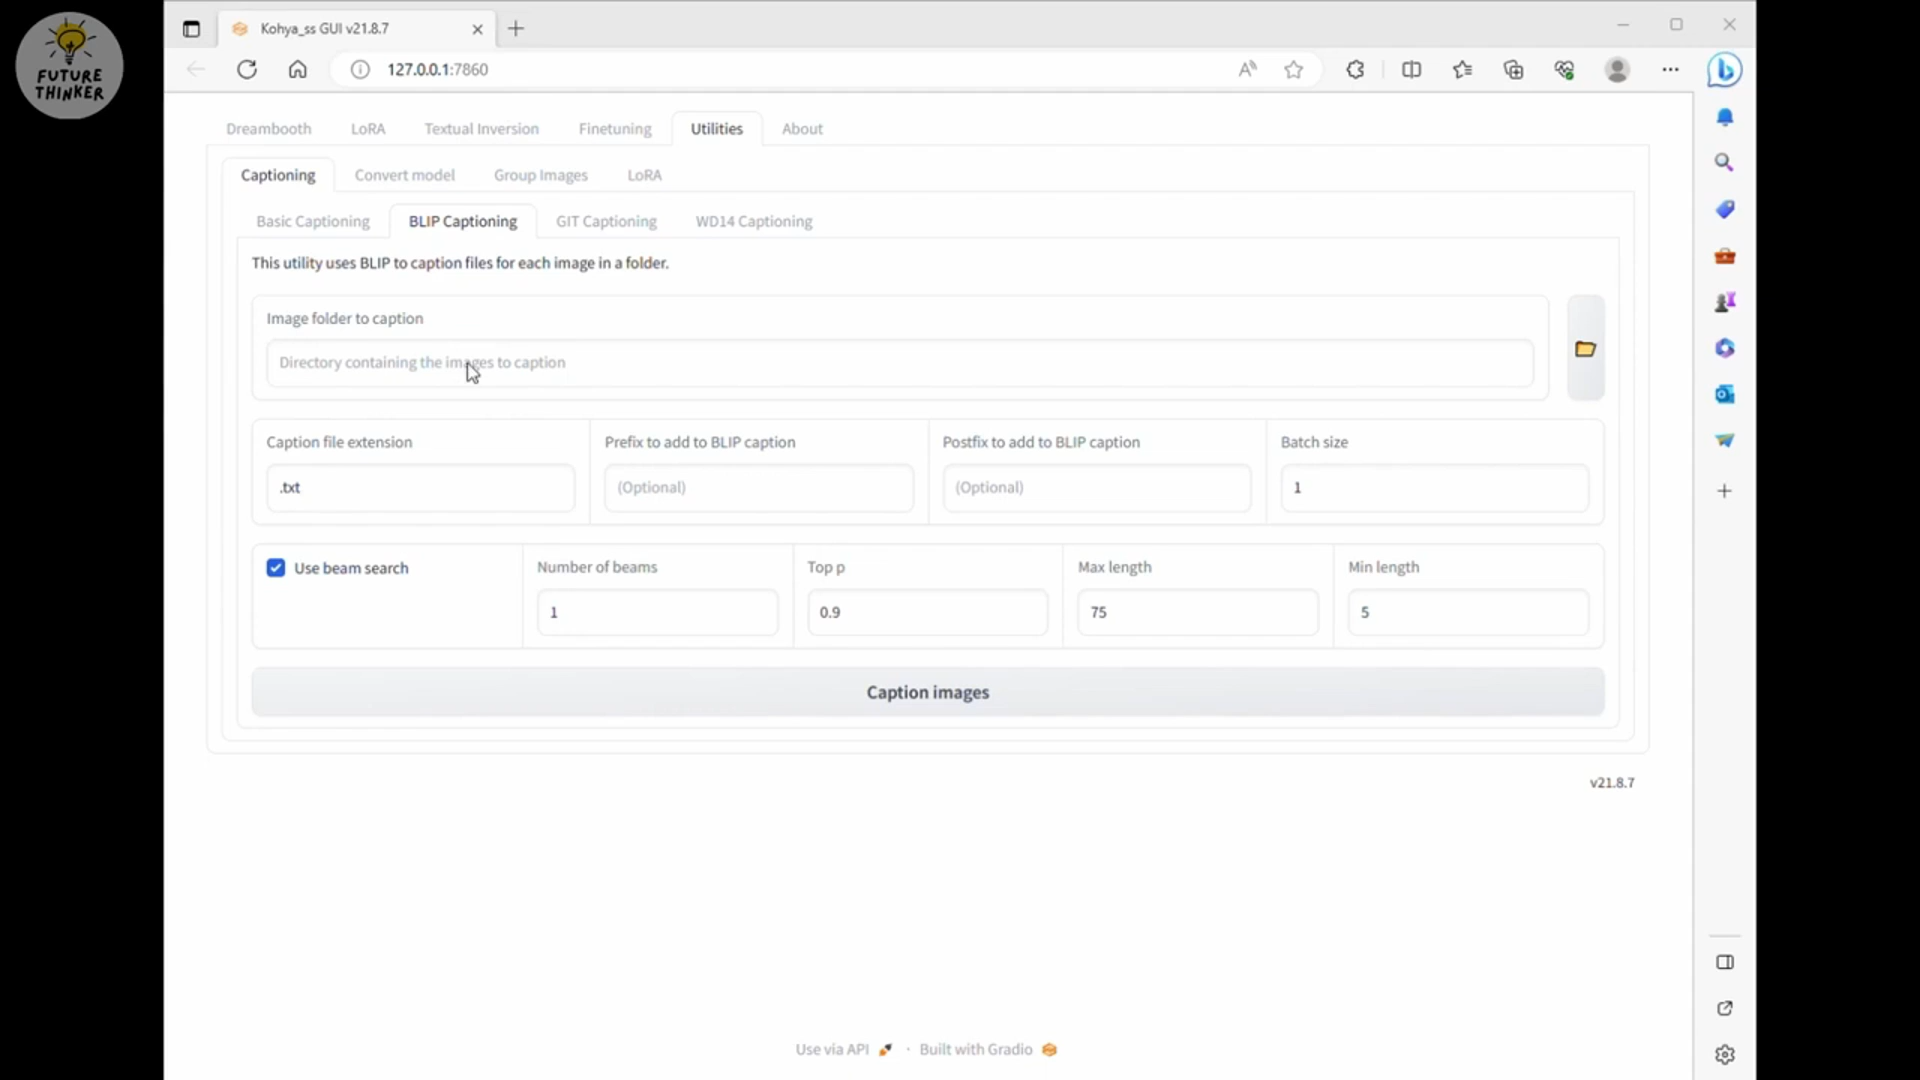 FUTURE
THINKER
Kohya_ss GUI v21.8.7
127.0.0.1:7860
Dreambooth LoRA Textual Inversion Finetuning Utilities About
Captioning Convert model Group Images LoRA
Basic Captioning BLIP Captioning GIT Captioning WD14 Captioning
This utility uses BLIP to caption files for each image in a folder.
Image folder to caption
Directory containing the images to caption
Caption file extension Prefix to add to BLIP caption Postfix to add to BLIP caption Batch size
.txt (Optional) (Optional) 1
Use beam search Number of beams Top p Max length Min length
1 0.9 75 5
Caption images
v21.8.7
Use via API · Built with Gradio